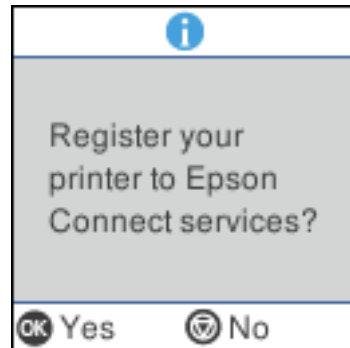 Register your
printer to Epson
Connect services?
OK Yes No